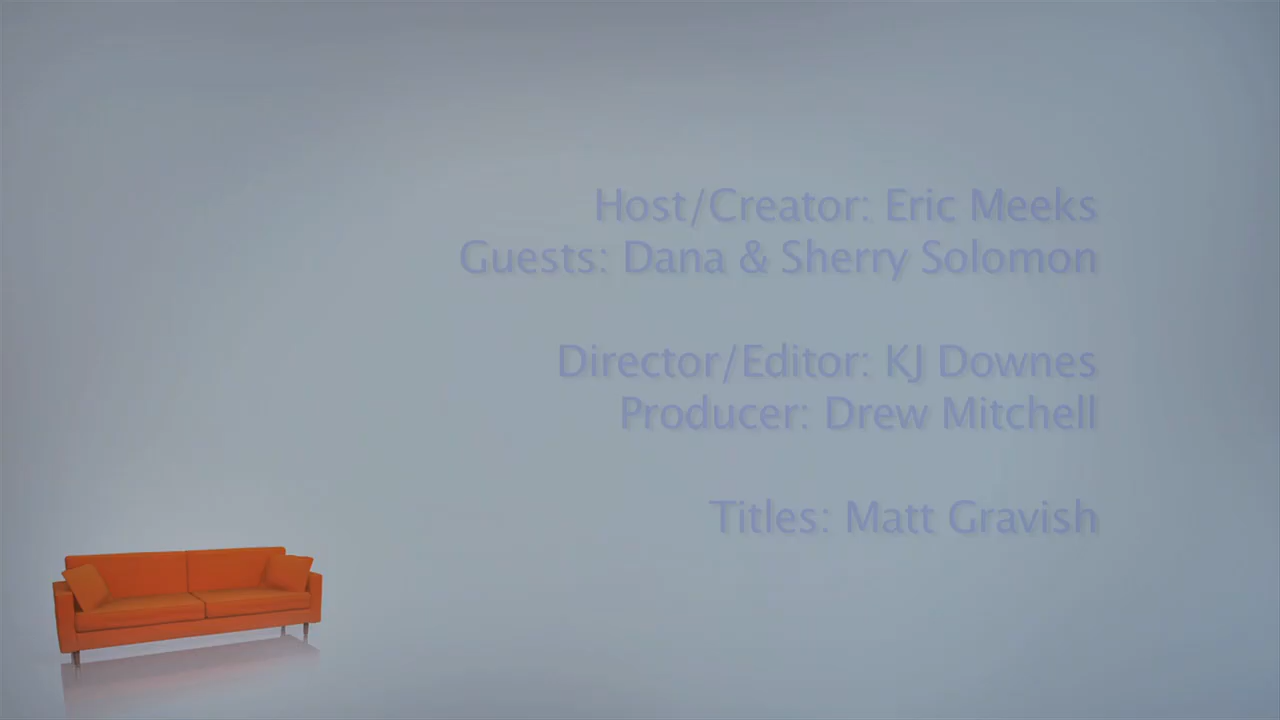 Host/Creator: Eric Meeks
Guests: Dana & Sherry Solomon
Director/Editor: KJ Downes
Producer: Drew Mitchell
Titles: Matt Gravish